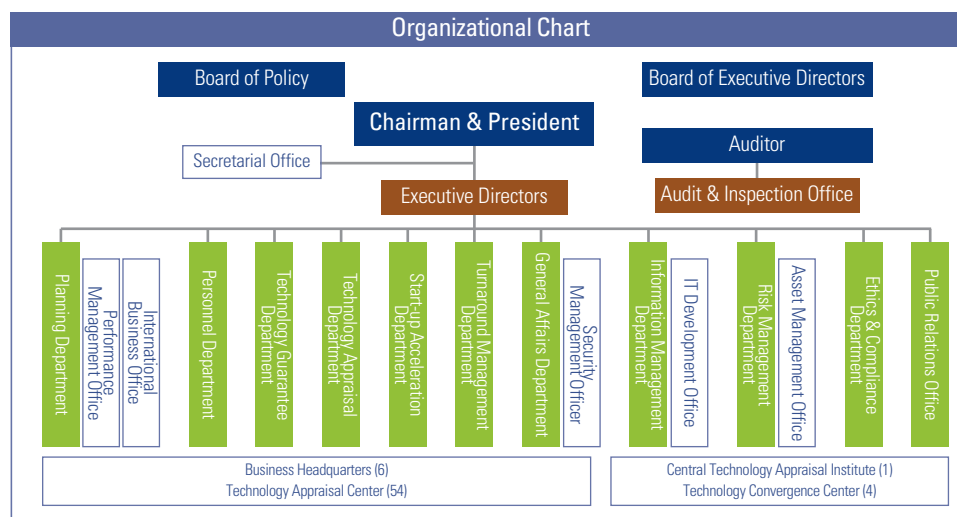 Organizational Chart
Board of Policy
Board of Executive Directors
Chairman & President
Auditor
Secretarial Office
Executive Directors
Audit & Inspection Office
Planning Department
Performance
Management Office
International
Business Office
Personnel Department
Technology Guarantee
Department
Technology Appraisal
Department
Start-up Acceleration
Department
Turnaround Management
Department
General Affairs Department
Security
Management Officer
Information Management
Department
IT Development Office
Risk Management
Department
Asset Management Office
Ethics & Compliance
Department
Public Relations Office
Business Headquarters (6)
Technology Appraisal Center (54)
Central Technology Appraisal Institute (1)
Technology Convergence Center (4)